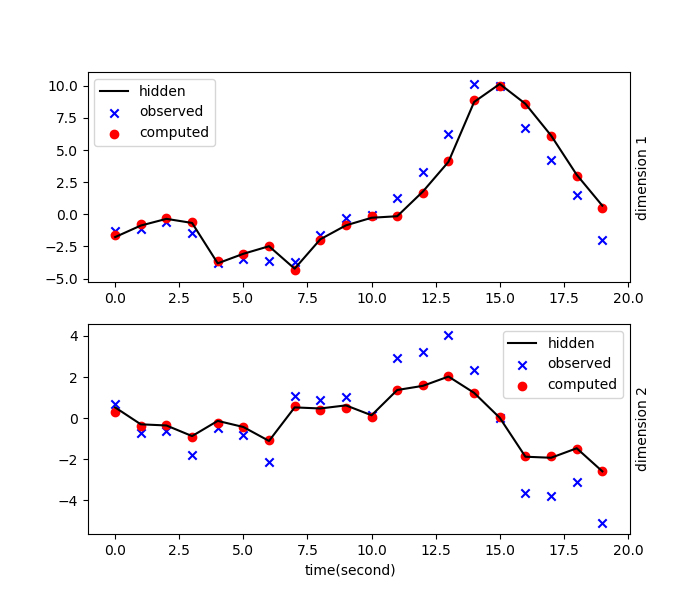 10.0
7.5
5.0
2.5
0.0
−2.5
−5.0
hidden
observed
computed
dimension 1
0.0 2.5 5.0 7.5 10.0 12.5 15.0 17.5 20.0
4
2
0
−2
−4
hidden
observed
computed
dimension 2
0.0 2.5 5.0 7.5 10.0 12.5 15.0 17.5 20.0
time(second)